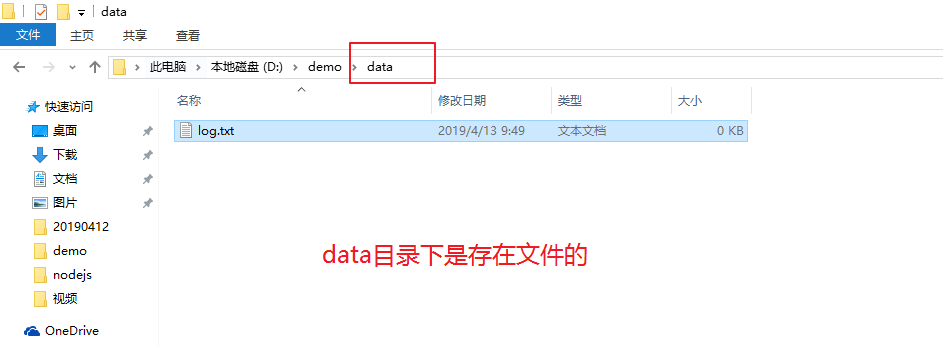 data
文件 主页 共享 查看
此电脑 本地磁盘 (D:) demo data
名称 修改日期 类型 大小
快速访问
桌面
log.txt 2019/4/13 9:49 文本文档 0 KB
下载
文档
图片
20190412
demo
data目录下是存在文件的
nodejs
视频
OneDrive